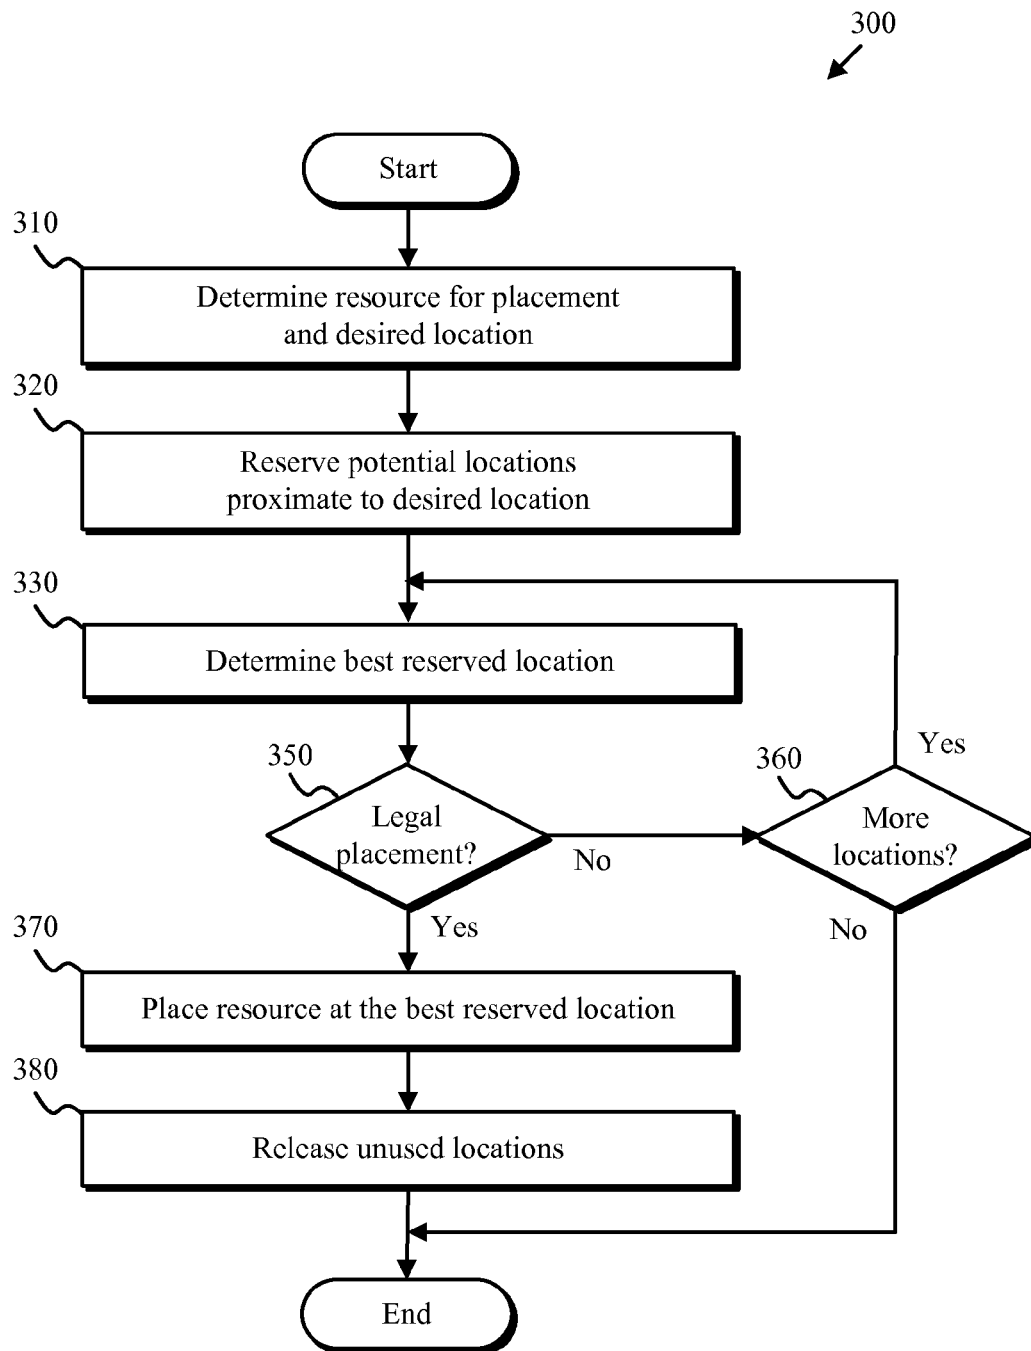 300
Start
310
Determine resource for placement
and desired location
320
Reserve potential locations
proximate to desired location
330
Determine best reserved location
350
Legal
placement?
No
Yes
360
More
locations?
Yes
No
370
Place resource at the best reserved location
380
Release unused locations
End